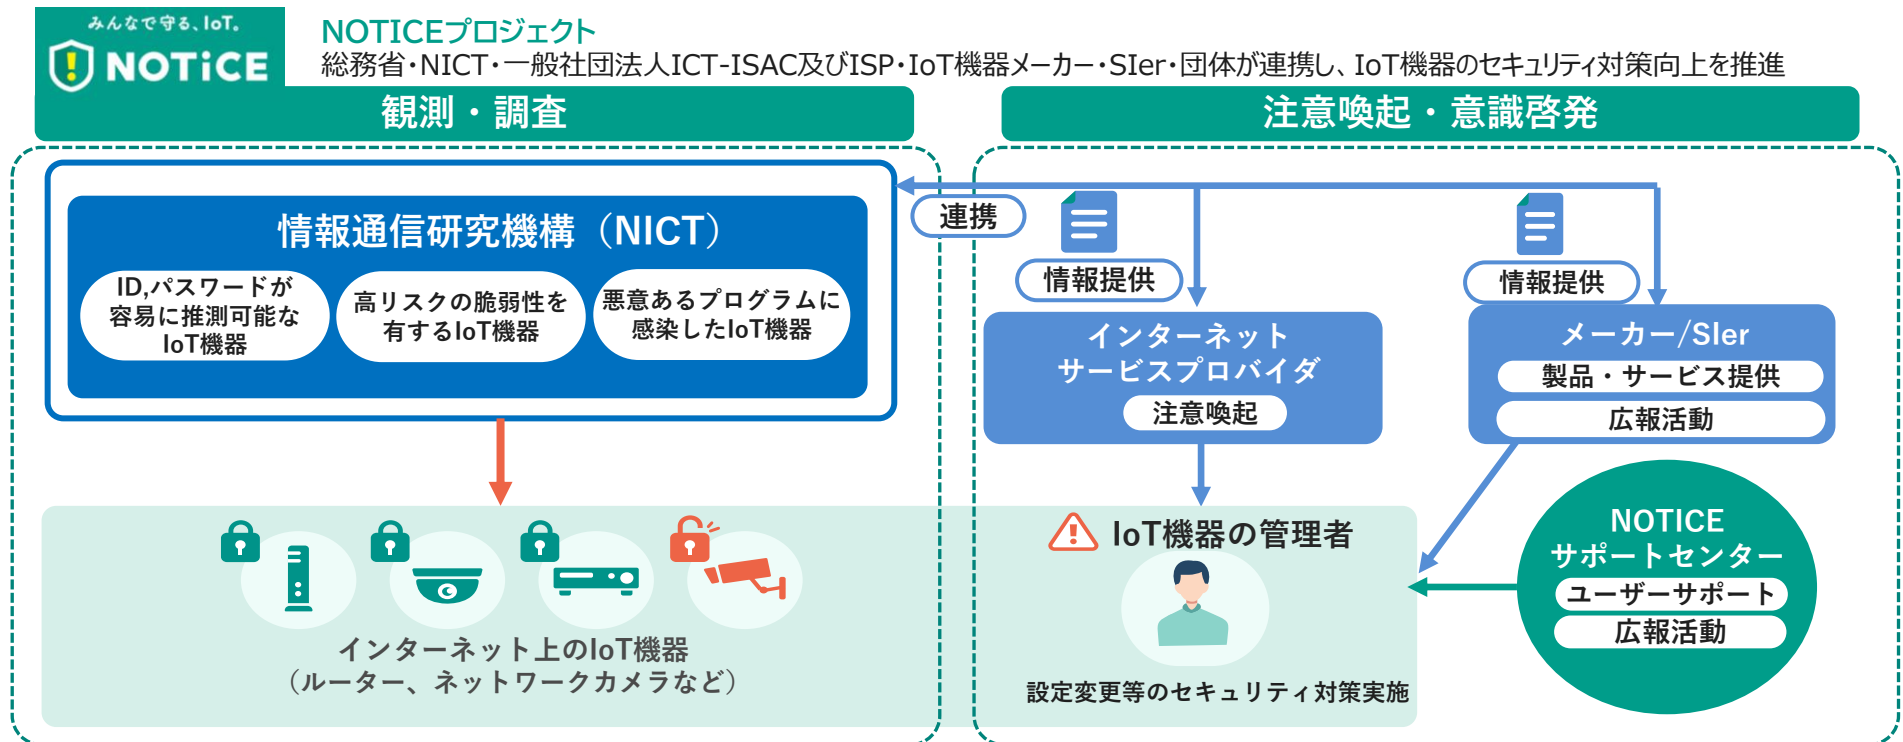 みんなで守る、IoT。
NOTiCE
NOTICEプロジェクト
総務省・NICT・一般社団法人ICT-ISAC及びISP・IoT機器メーカー・SIer・団体が連携し、IoT機器のセキュリティ対策向上を推進
観測・調査
情報通信研究機構（NICT）
ID,パスワードが
容易に推測可能な
IoT機器
高リスクの脆弱性を
有するIoT機器
悪意あるプログラムに
感染したIoT機器
インターネット上のIoT機器
（ルーター、ネットワークカメラなど）
注意喚起・意識啓発
連携
情報提供
情報提供
インターネット
サービスプロバイダ
注意喚起
メーカー/SIer
製品・サービス提供
広報活動
IoT機器の管理者
設定変更等のセキュリティ対策実施
NOTICE
サポートセンター
ユーザーサポート
広報活動